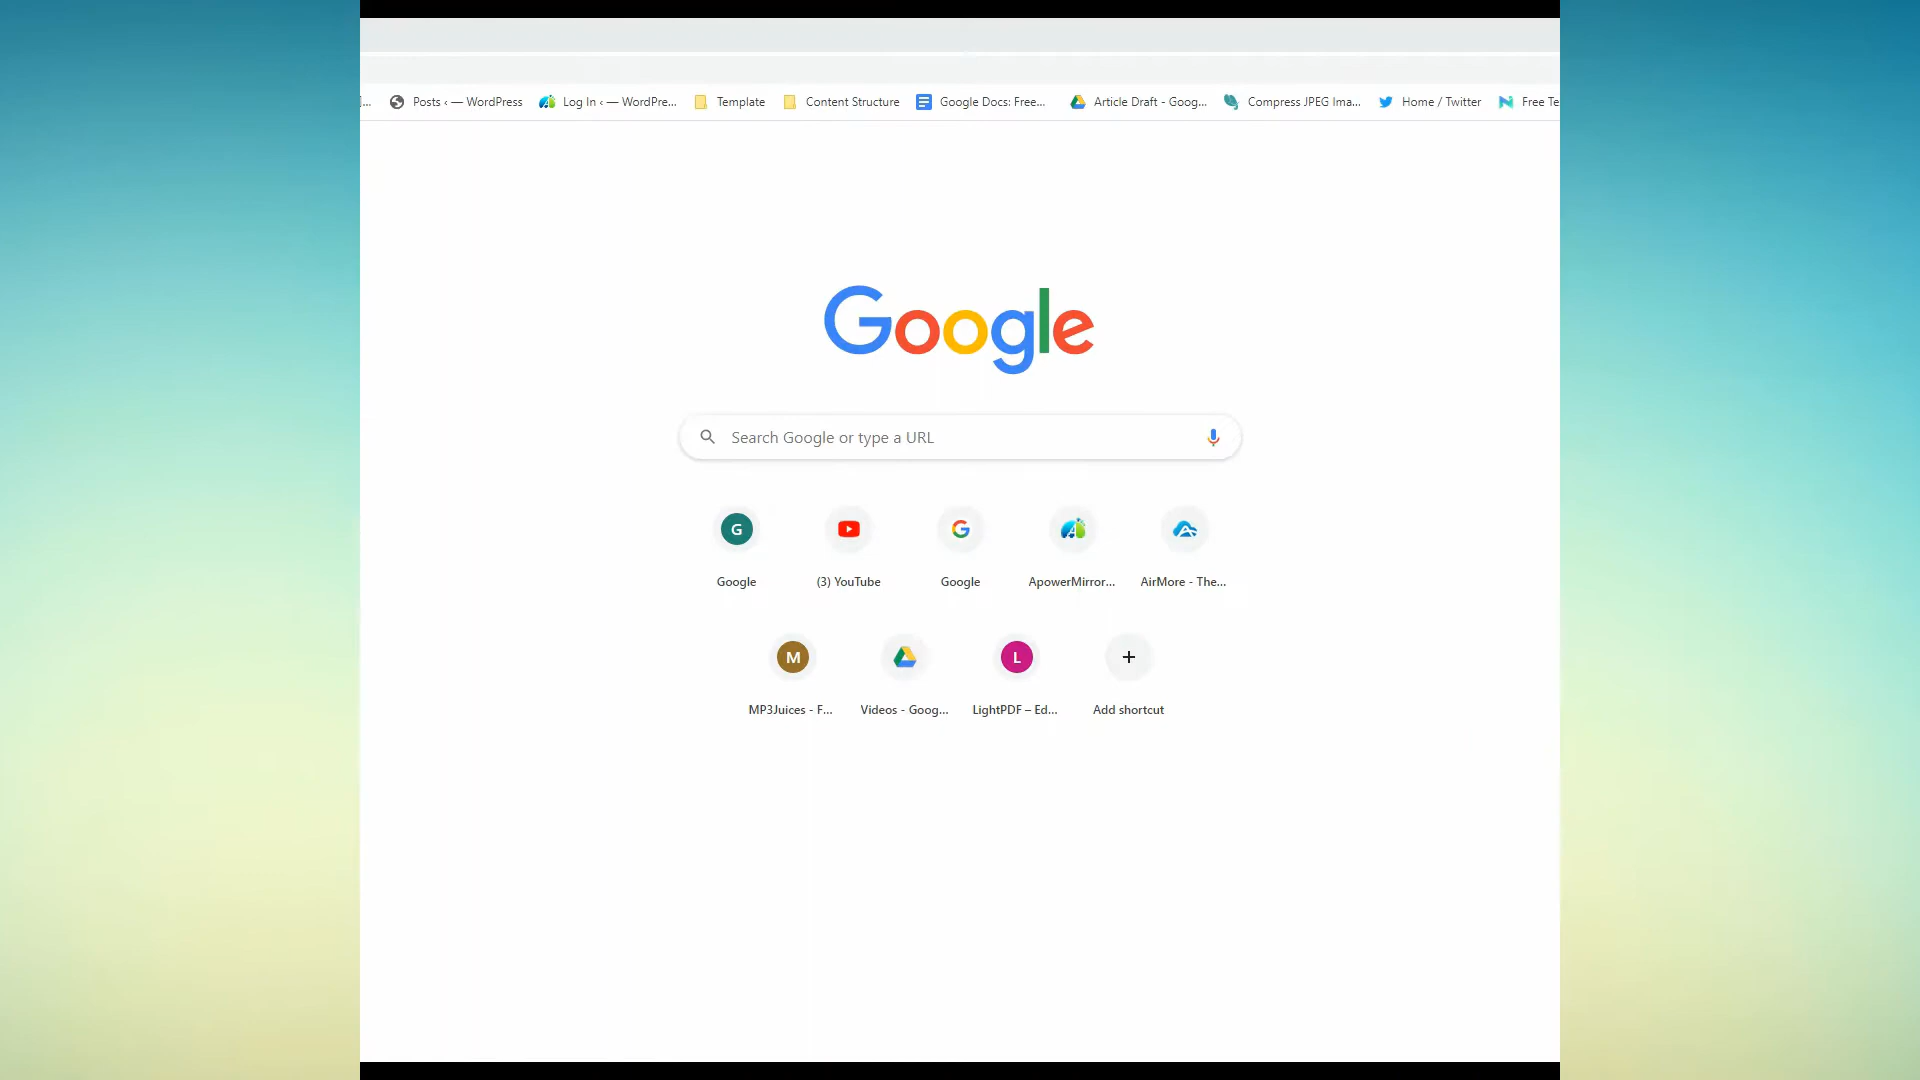 Posts ‹ — WordPress Log In ‹ — WordPre... Template Content Structure Google Docs: Free... Article Draft - Goog... Compress JPEG Ima... Home / Twitter Free Te
Google
Search Google or type a URL
G
Google (3) YouTube Google ApowerMirror... AirMore - The...
M L
MP3Juices - F... Videos - Goog... LightPDF – Ed... Add shortcut